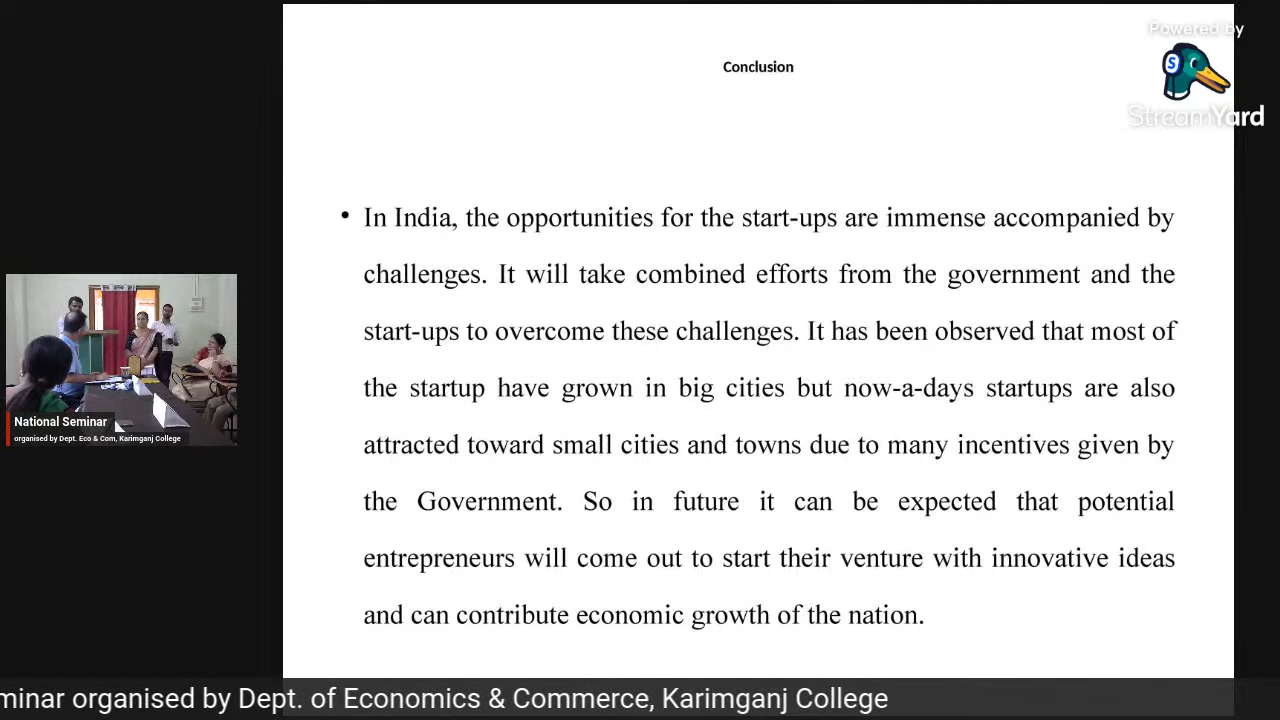 Powered by
StreamYard
Conclusion
• In India, the opportunities for the start-ups are immense accompanied by
challenges. It will take combined efforts from the government and the
start-ups to overcome these challenges. It has been observed that most of
the startup have grown in big cities but now-a-days startups are also
attracted toward small cities and towns due to many incentives given by
the Government. So in future it can be expected that potential
entrepreneurs will come out to start their venture with innovative ideas
and can contribute economic growth of the nation.
National Seminar
organised by Dept. Eco & Com, Karimganj College
minar organised by Dept. of Economics & Commerce, Karimganj College